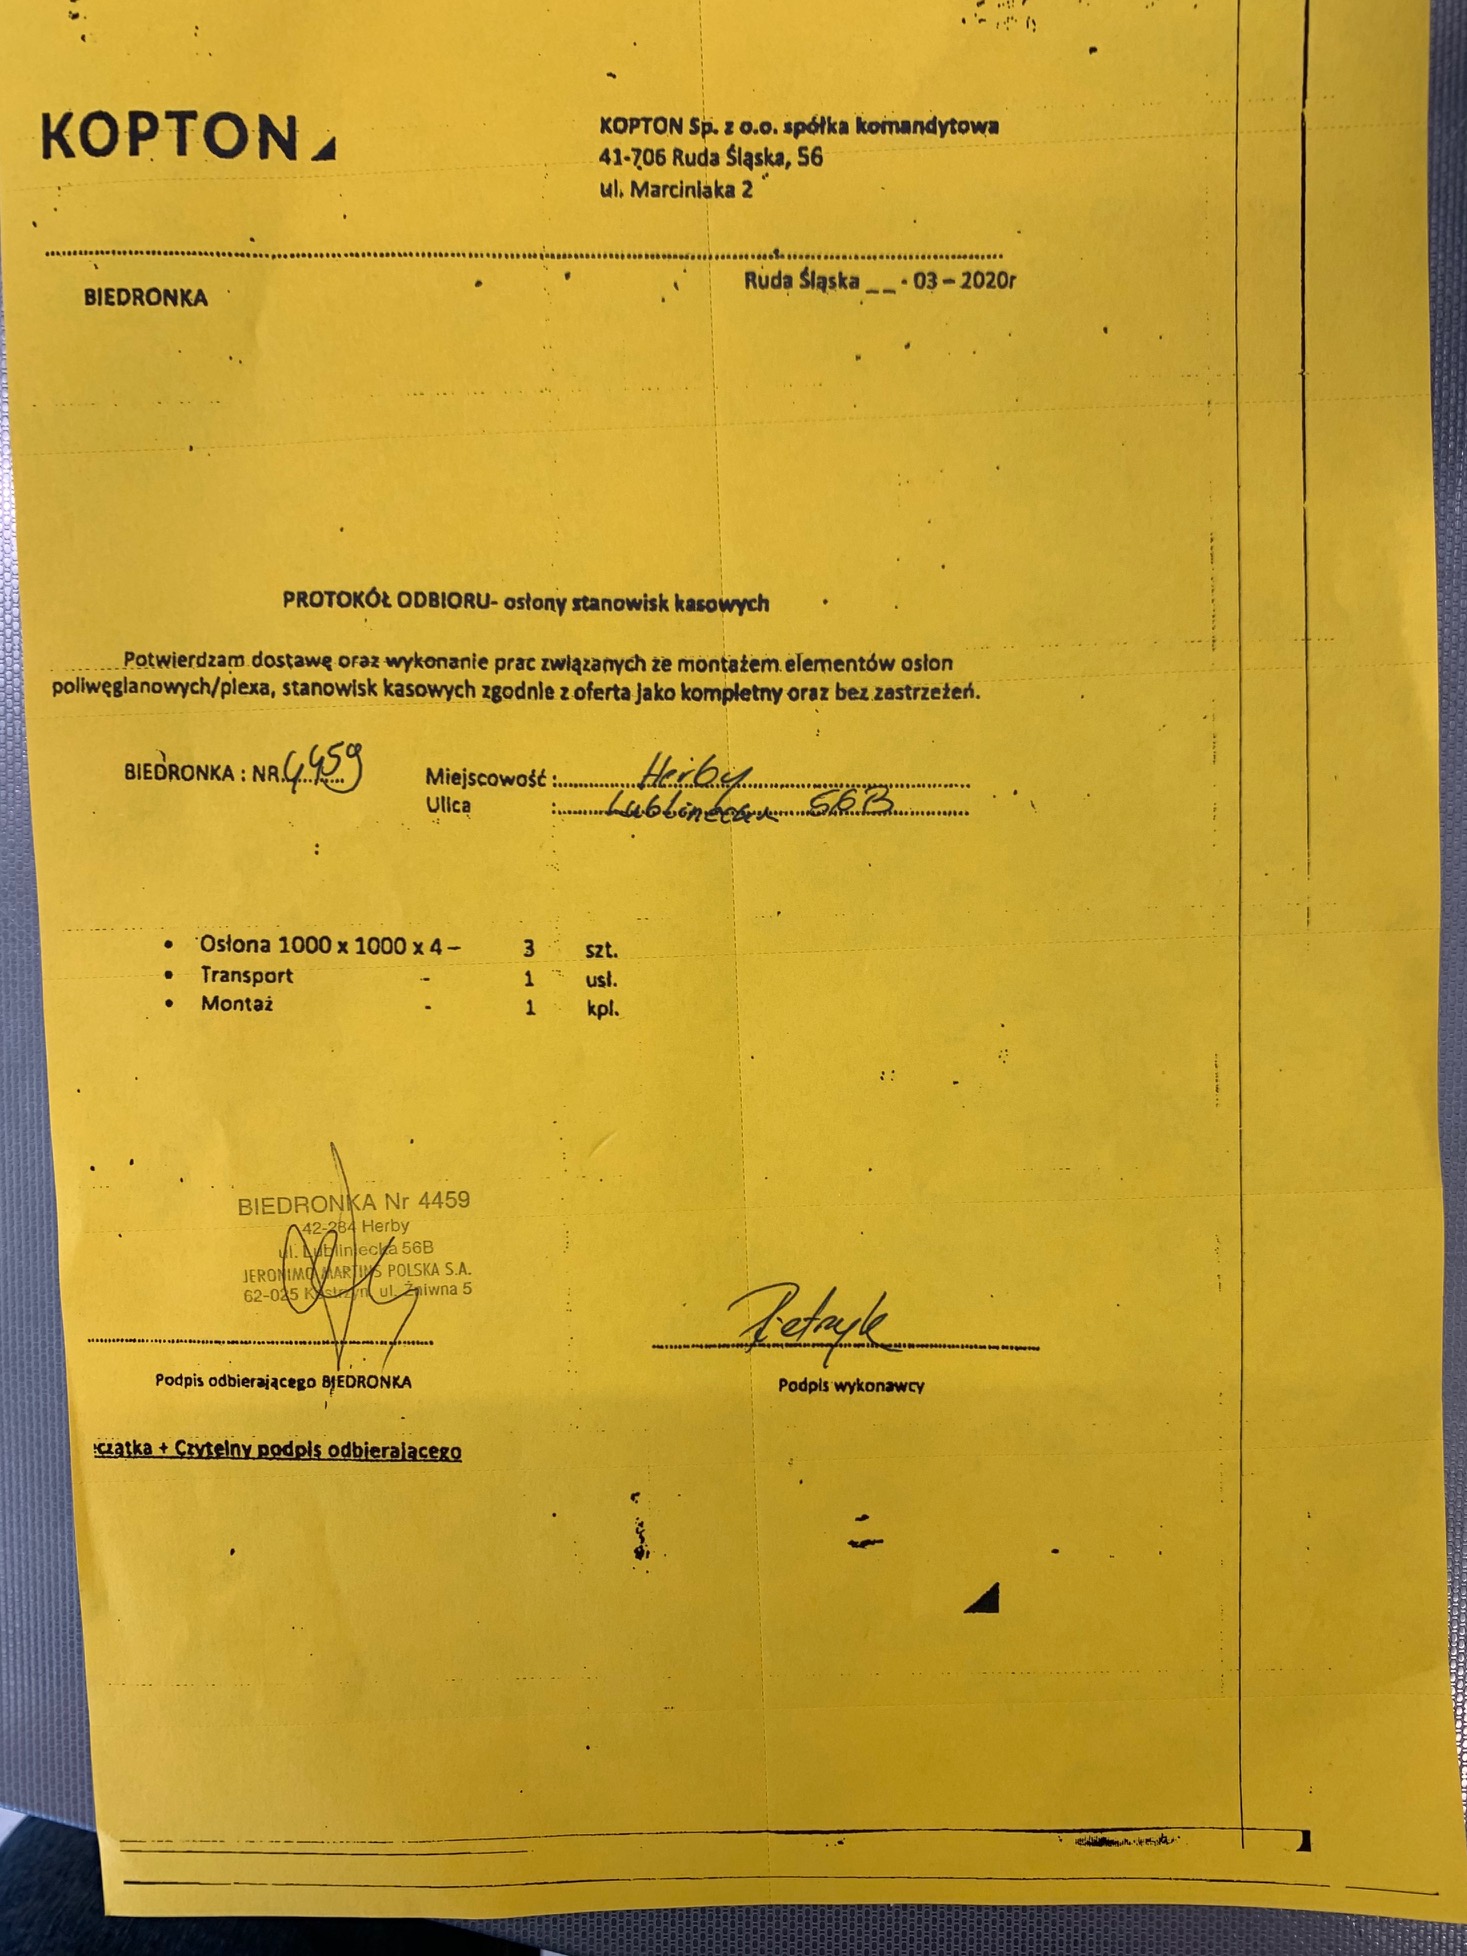 KOPTON
KOPTON Sp. z o.o. spółka komandytowa
41-706 Ruda Śląska, 56
ul. Marciniaka 2
BIEDRONKA
Ruda Śląska _ _ - 03 – 2020r
PROTOKÓŁ ODBIORU- osłony stanowisk kasowych
Potwierdzam dostawę oraz wykonanie prac związanych ze montażem elementów osłon
poliwęglanowych/plexa, stanowisk kasowych zgodnie z oferta jako kompletny oraz bez zastrzeżeń.
BIEDRONKA : NR 4459
Miejscowość : Herby
Ulica : 56B
• Osłona 1000 x 1000 x 4 – 3 szt.
• Transport - 1 usł.
• Montaż - 1 kpl.
BIEDRONKA Nr 4459
42-284 Herby
ul. Lubliniecka 56B
JERONIMO MARTINS POLSKA S.A.
62-025 Kostrzyn, ul. Żniwna 5
Pietryk
Podpis odbierającego BIEDRONKA
Podpis wykonawcy
czątka + Czytelny podpis odbierającego